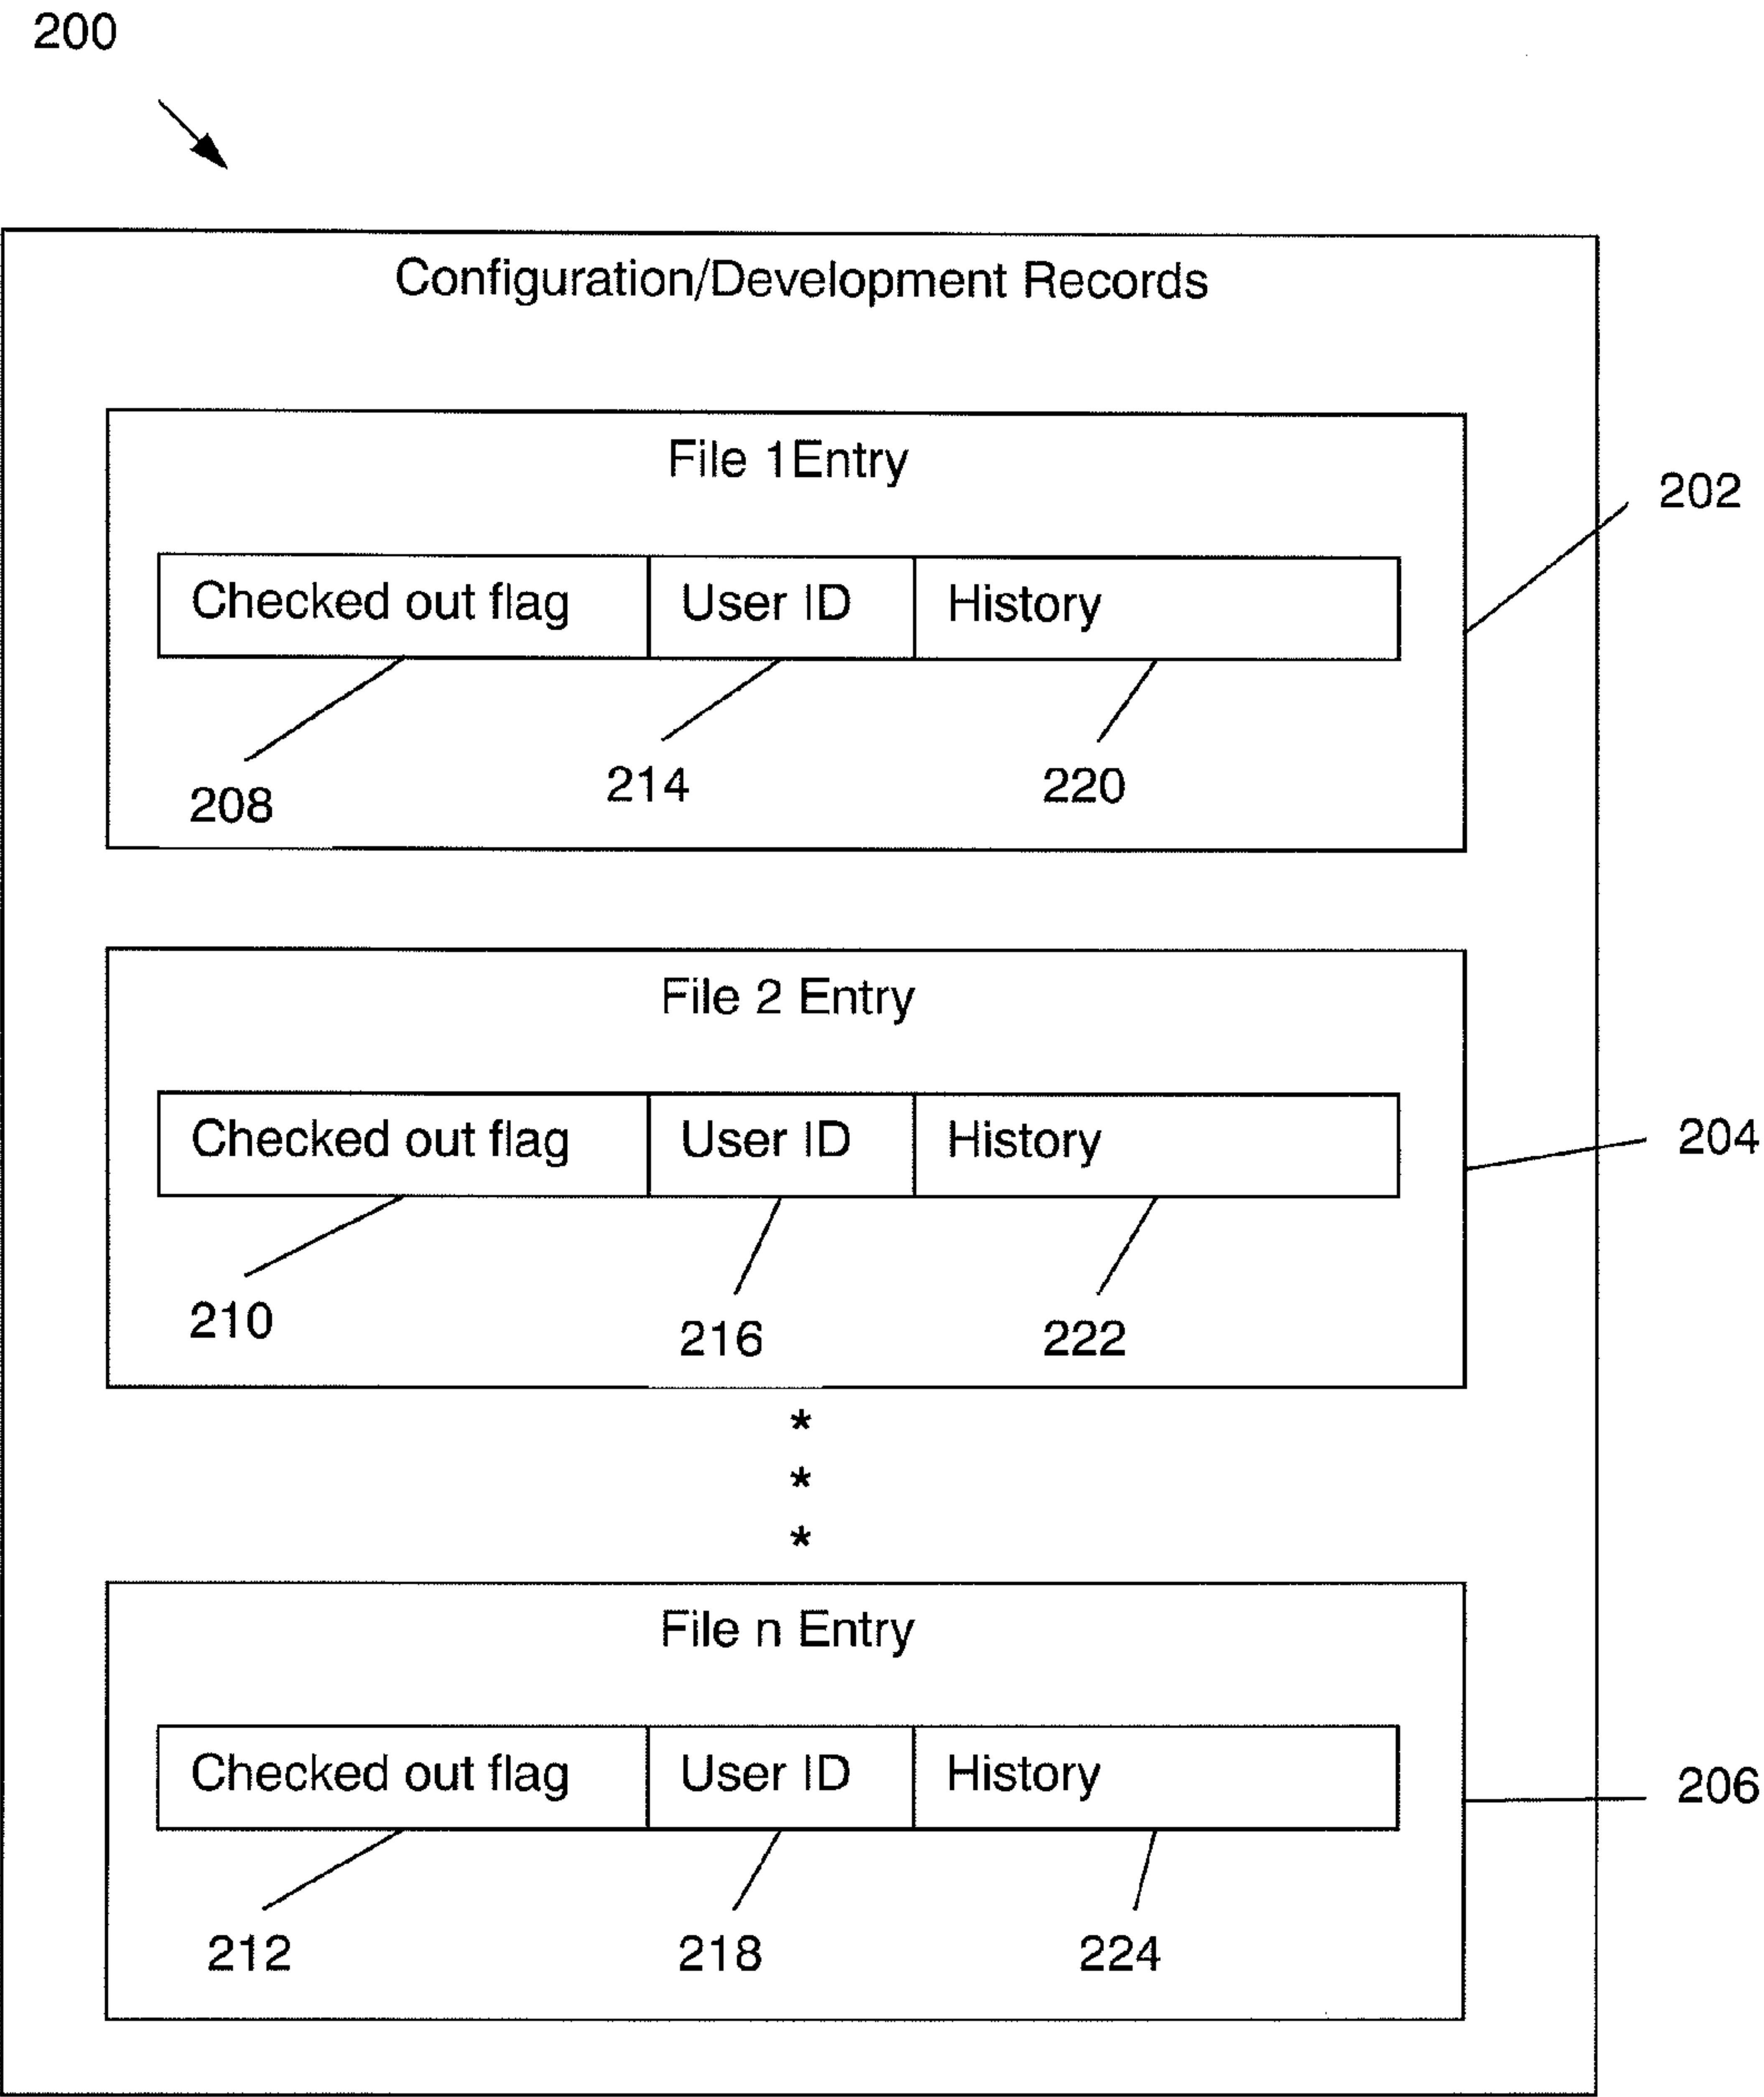 200
Configuration/Development Records
File 1Entry
202
Checked out flag User ID History
208 214 220
File 2 Entry
Checked out flag User ID History
204
210 216 222
*
*
*
File n Entry
Checked out flag User ID History
206
212 218 224